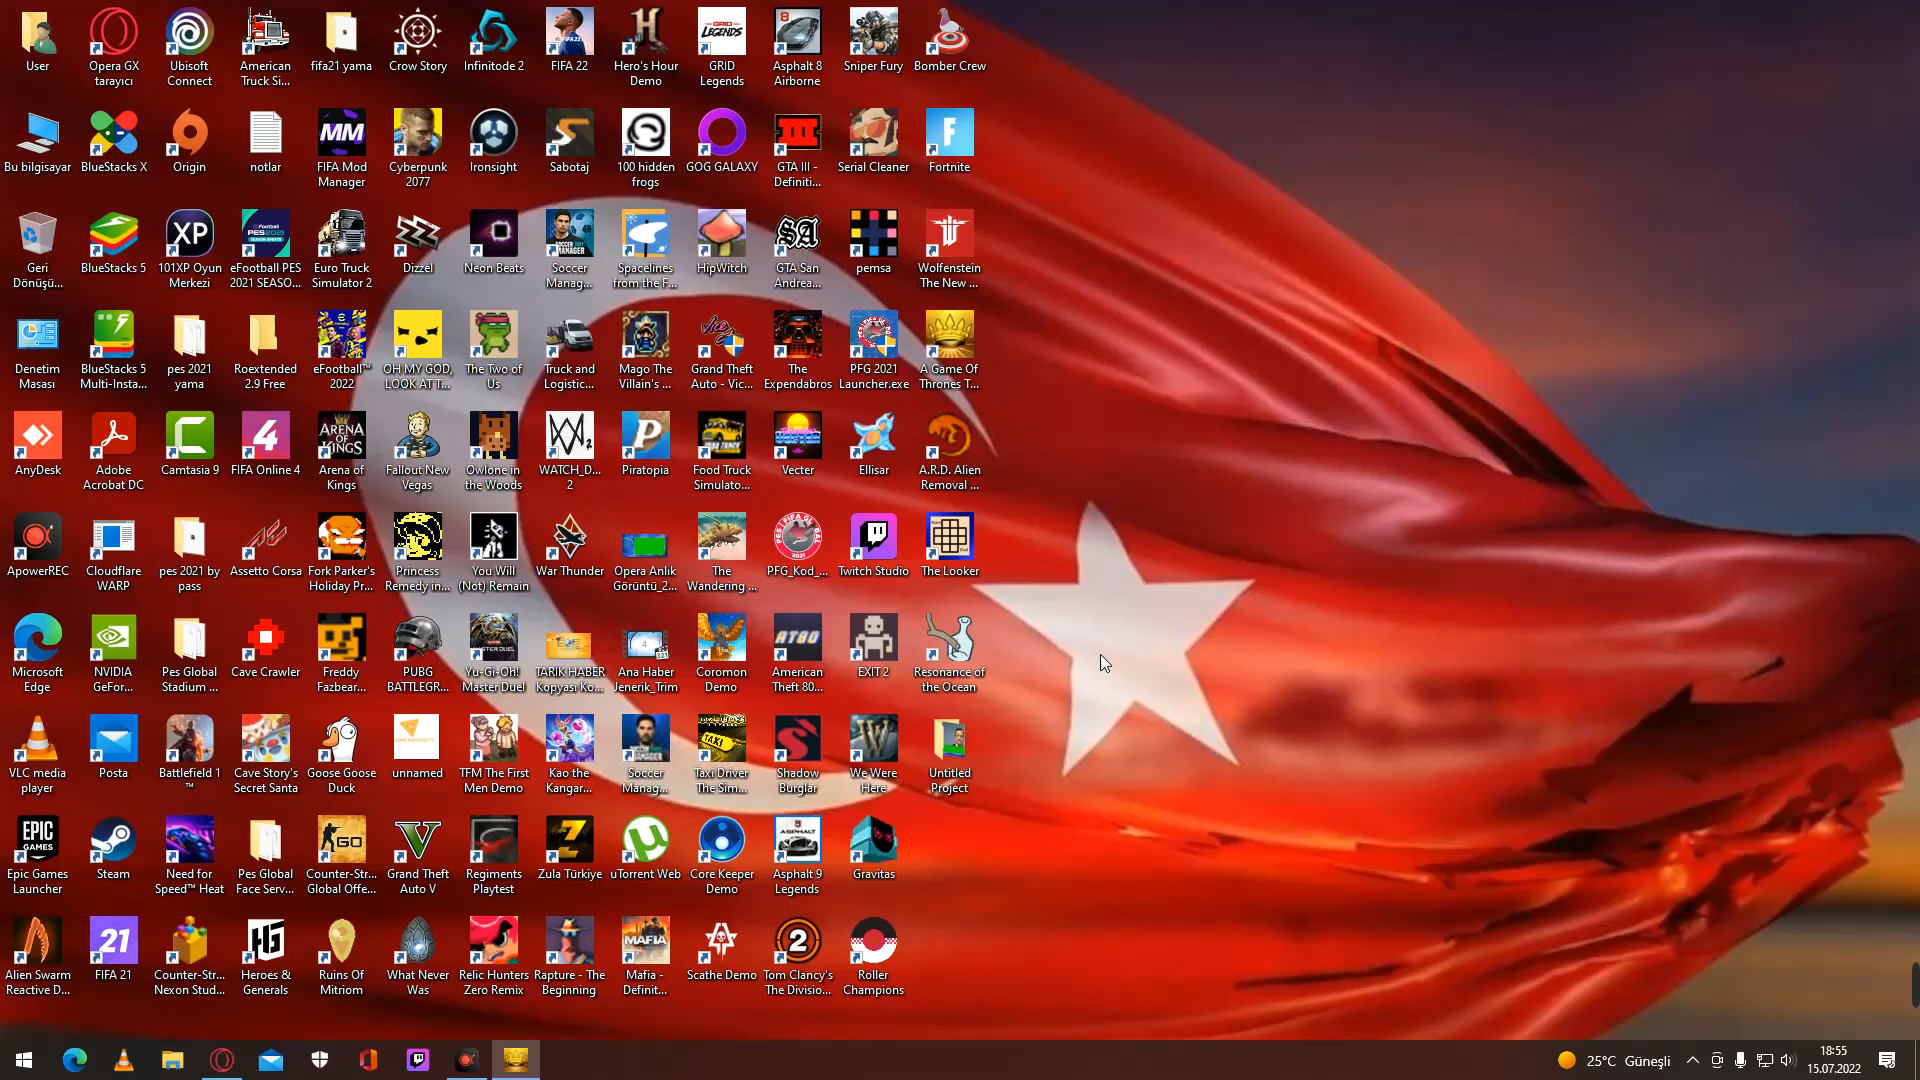 User
Opera GX
tarayıcı
Ubisoft
Connect
American
Truck Si...
fifa21 yama
Crow Story
Infinitode 2
FIFA 22
Hero's Hour
Demo
GRID
Legends
Asphalt 8
Airborne
Sniper Fury
Bomber Crew
Bu bilgisayar
BlueStacks X
Origin
notlar
FIFA Mod
Manager
Cyberpunk
2077
Ironsight
Sabotaj
100 hidden
frogs
GOG GALAXY
GTA III -
Definiti...
Serial Cleaner
Fortnite
Geri
Dönüşü...
BlueStacks 5
101XP Oyun
Merkezi
eFootball PES
2021 SEASO...
Euro Truck
Simulator 2
Dizzel
Neon Beats
Soccer
Manag...
Spacelines
from the F...
HipWitch
GTA San
Andrea...
pemsa
Wolfenstein
The New ...
Denetim
Masası
BlueStacks 5
Multi-Insta...
pes 2021
yama
Roextended
2.9 Free
eFootball™
2022
OH MY GOD,
LOOK AT T...
The Two of
Us
Truck and
Logistic...
Mago The
Villain's ...
Grand Theft
Auto - Vic...
The
Expendabros
PFG 2021
Launcher.exe
A Game Of
Thrones T...
AnyDesk
Adobe
Acrobat DC
Camtasia 9
FIFA Online 4
Arena of
Kings
Fallout New
Vegas
Owlone in
the Woods
WATCH_D...
2
Piratopia
Food Truck
Simulato...
Vecter
Ellisar
A.R.D. Alien
Removal ...
ApowerREC
Cloudflare
WARP
pes 2021 by
pass
Assetto Corsa
Fork Parker's
Holiday Pr...
Princess
Remedy in...
You Will
(Not) Remain
War Thunder
Opera Anlık
Görüntü_2...
The
Wandering ...
PFG_Kod_...
Twitch Studio
The Looker
Microsoft
Edge
NVIDIA
GeFor...
Pes Global
Stadium ...
Cave Crawler
Freddy
Fazbear...
PUBG
BATTLEGR...
Yu-Gi-Oh!
Master Duel
TARIK HABER
Kopyası Ko...
Ana Haber
Jenerik_Trim
Coromon
Demo
American
Theft 80...
EXIT 2
Resonance of
the Ocean
VLC media
player
Posta
Battlefield 1
™
Cave Story's
Secret Santa
Goose Goose
Duck
unnamed
TFM The First
Men Demo
Kao the
Kangar...
Soccer
Manag...
Taxi Driver
The Sim...
Shadow
Burglar
We Were
Here
Untitled
Project
Epic Games
Launcher
Steam
Need for
Speed™ Heat
Pes Global
Face Serv...
Counter-Str...
Global Offe...
Grand Theft
Auto V
Regiments
Playtest
Zula Türkiye
uTorrent Web
Core Keeper
Demo
Asphalt 9
Legends
Gravitas
Alien Swarm
Reactive D...
FIFA 21
Counter-Str...
Nexon Stud...
Heroes &
Generals
Ruins Of
Mitriom
What Never
Was
Relic Hunters
Zero Remix
Rapture - The
Beginning
Mafia -
Definit...
Scathe Demo
Tom Clancy's
The Divisio...
Roller
Champions
25°C Güneşli
18:55
15.07.2022